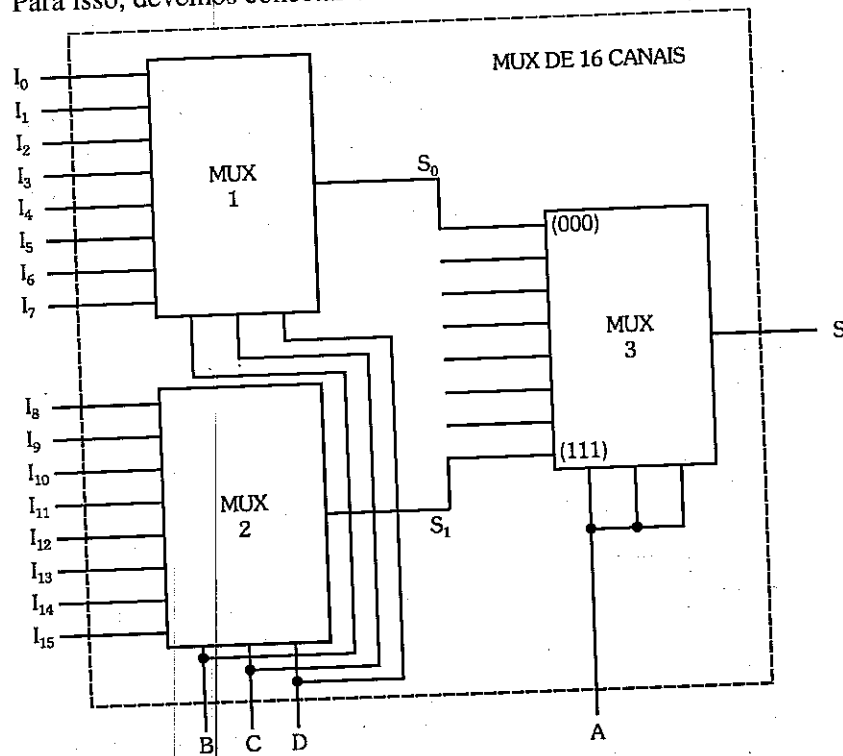 Para isso, devemos
MUX DE 16 CANAIS
I0
I1
I2
I3
I4
I5
I6
I7
MUX
1
S0
(000)
MUX
3
(111)
S
I8
I9
I10
I11
I12
I13
I14
I15
MUX
2
S1
B C D
A